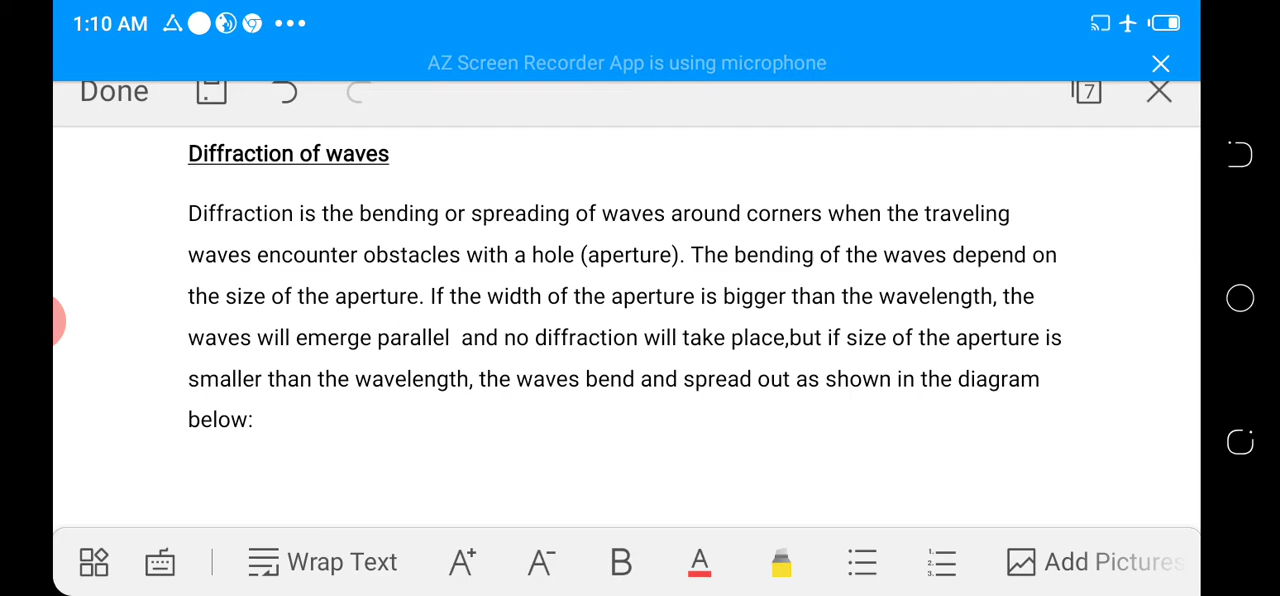 1:10 AM
AZ Screen Recorder App is using microphone
Done
7
Diffraction of waves
Diffraction is the bending or spreading of waves around corners when the traveling
waves encounter obstacles with a hole (aperture). The bending of the waves depend on
the size of the aperture. If the width of the aperture is bigger than the wavelength, the
waves will emerge parallel  and no diffraction will take place,but if size of the aperture is
smaller than the wavelength, the waves bend and spread out as shown in the diagram
below:
Wrap Text A+ A- B A Add Pictures